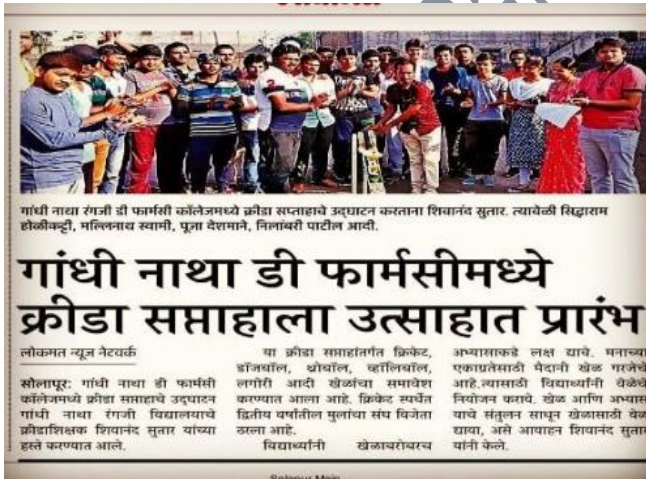 गांधी नाथा रंगजी डी फार्मसी कॉलेजमध्ये क्रीडा सप्ताहाचे उद्घाटन करताना शिवानंद सुतार. त्यावेळी सिद्धाराम
होळीकट्टी, मल्लिनाथ स्वामी, पूजा देशमाने, निलांबरी पाटील आदी.
गांधी नाथा डी फार्मसीमध्ये
क्रीडा सप्ताहाला उत्साहात प्रारंभ
लोकमत न्यूज नेटवर्क
सोलापूर: गांधी नाथा डी फार्मसी
कॉलेजमध्ये क्रीडा सप्ताहाचे उद्घाटन
गांधी नाथा रंगजी विद्यालयाचे
क्रीडाशिक्षक शिवानंद सुतार यांच्या
हस्ते करण्यात आले.
या क्रीडा सप्ताहांतर्गत क्रिकेट,
डॉजबॉल, थ्रोबॉल, व्हॉलिबॉल,
लगोरी आदी खेळांचा समावेश
करण्यात आला आहे. क्रिकेट स्पर्धेत
द्वितीय वर्षातील मुलांचा संघ विजेता
ठरला आहे.
विद्यार्थ्यांनी खेळाबरोबरच
अभ्यासाकडे लक्ष द्यावे. मनाच्या
एकाग्रतेसाठी मैदानी खेळ गरजेचे
आहे.त्यासाठी विद्यार्थ्यांनी वेळेचे
नियोजन करावे. खेळ आणि अभ्यास
याचे संतुलन साधून खेळासाठी वेळ
द्यावा, असे आवाहन शिवानंद सुतार
यांनी केले.
Solapur Main